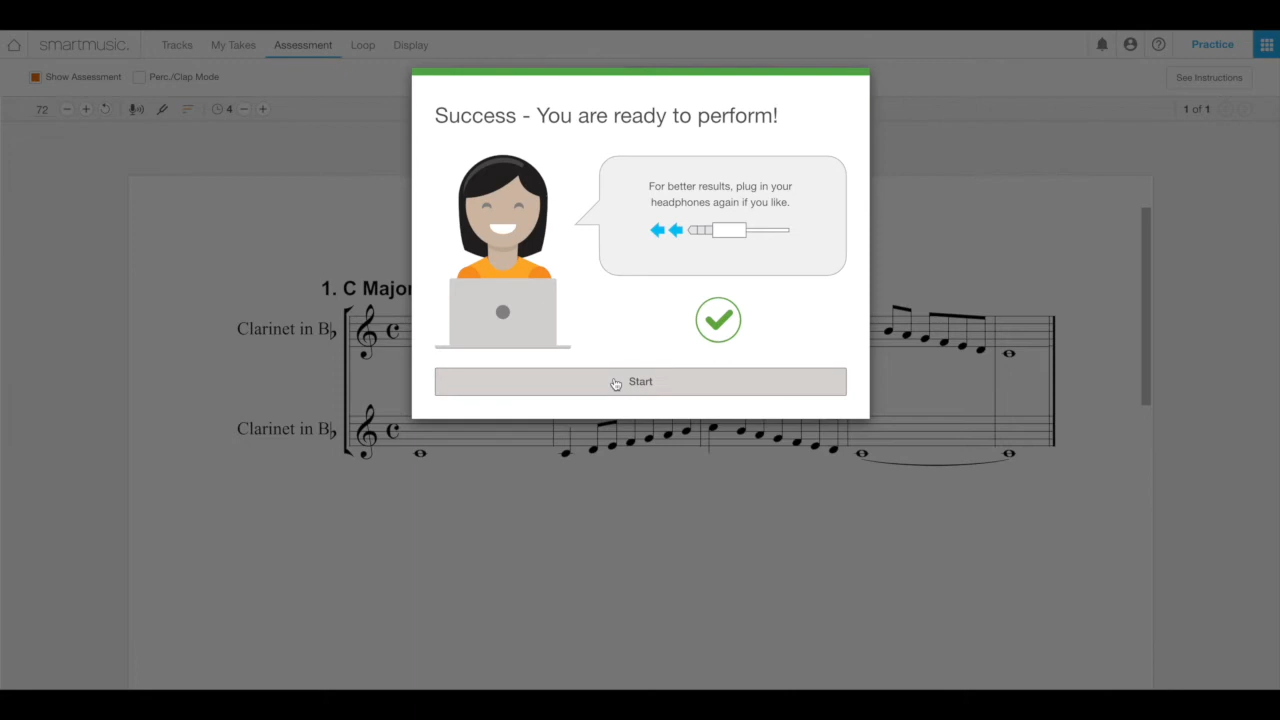 smartmusic.
Tracks
My Takes
Assessment
Loop
Display
Practice
Show Assessment
Perc./Clap Mode
See Instructions
72
4
1 of 1
Success - You are ready to perform!
For better results, plug in your
headphones again if you like.
Start
1. C Major
Clarinet in B♭
Clarinet in B♭